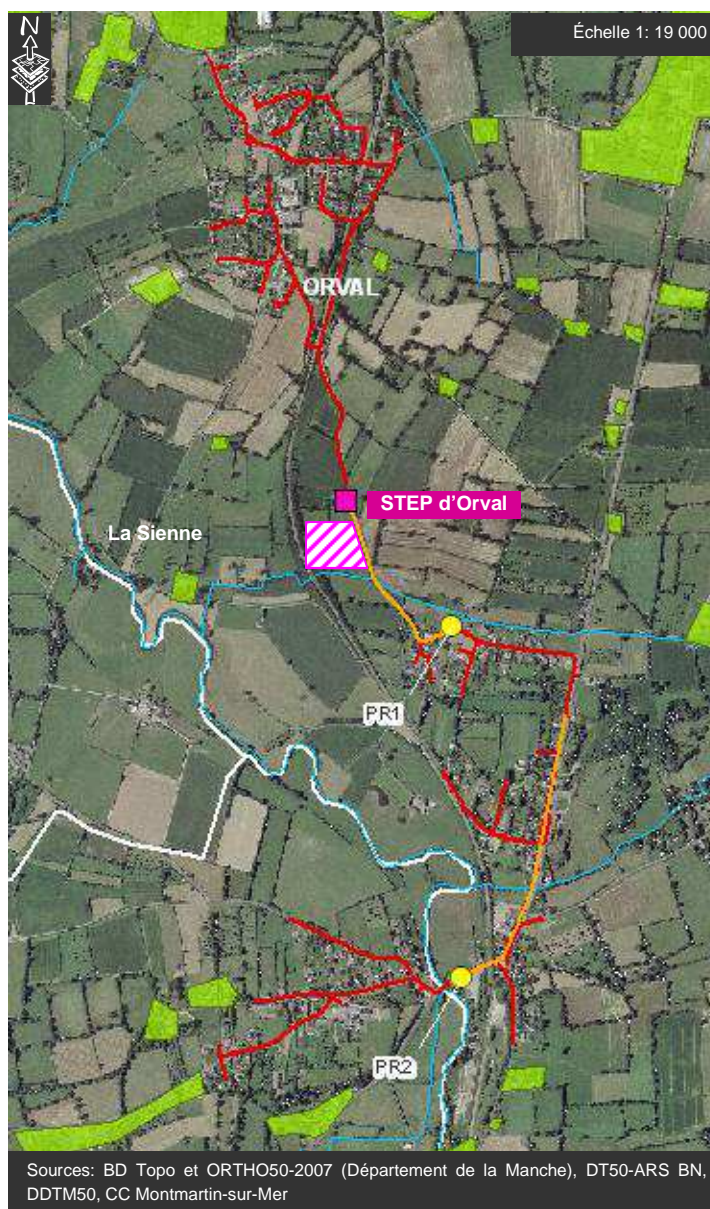 N
Échelle 1: 19 000
ORVAL
STEP d'Orval
La Sienne
PR1
PR2
Sources: BD Topo et ORTHO50-2007 (Département de la Manche), DT50-ARS BN,
DDTM50, CC Montmartin-sur-Mer